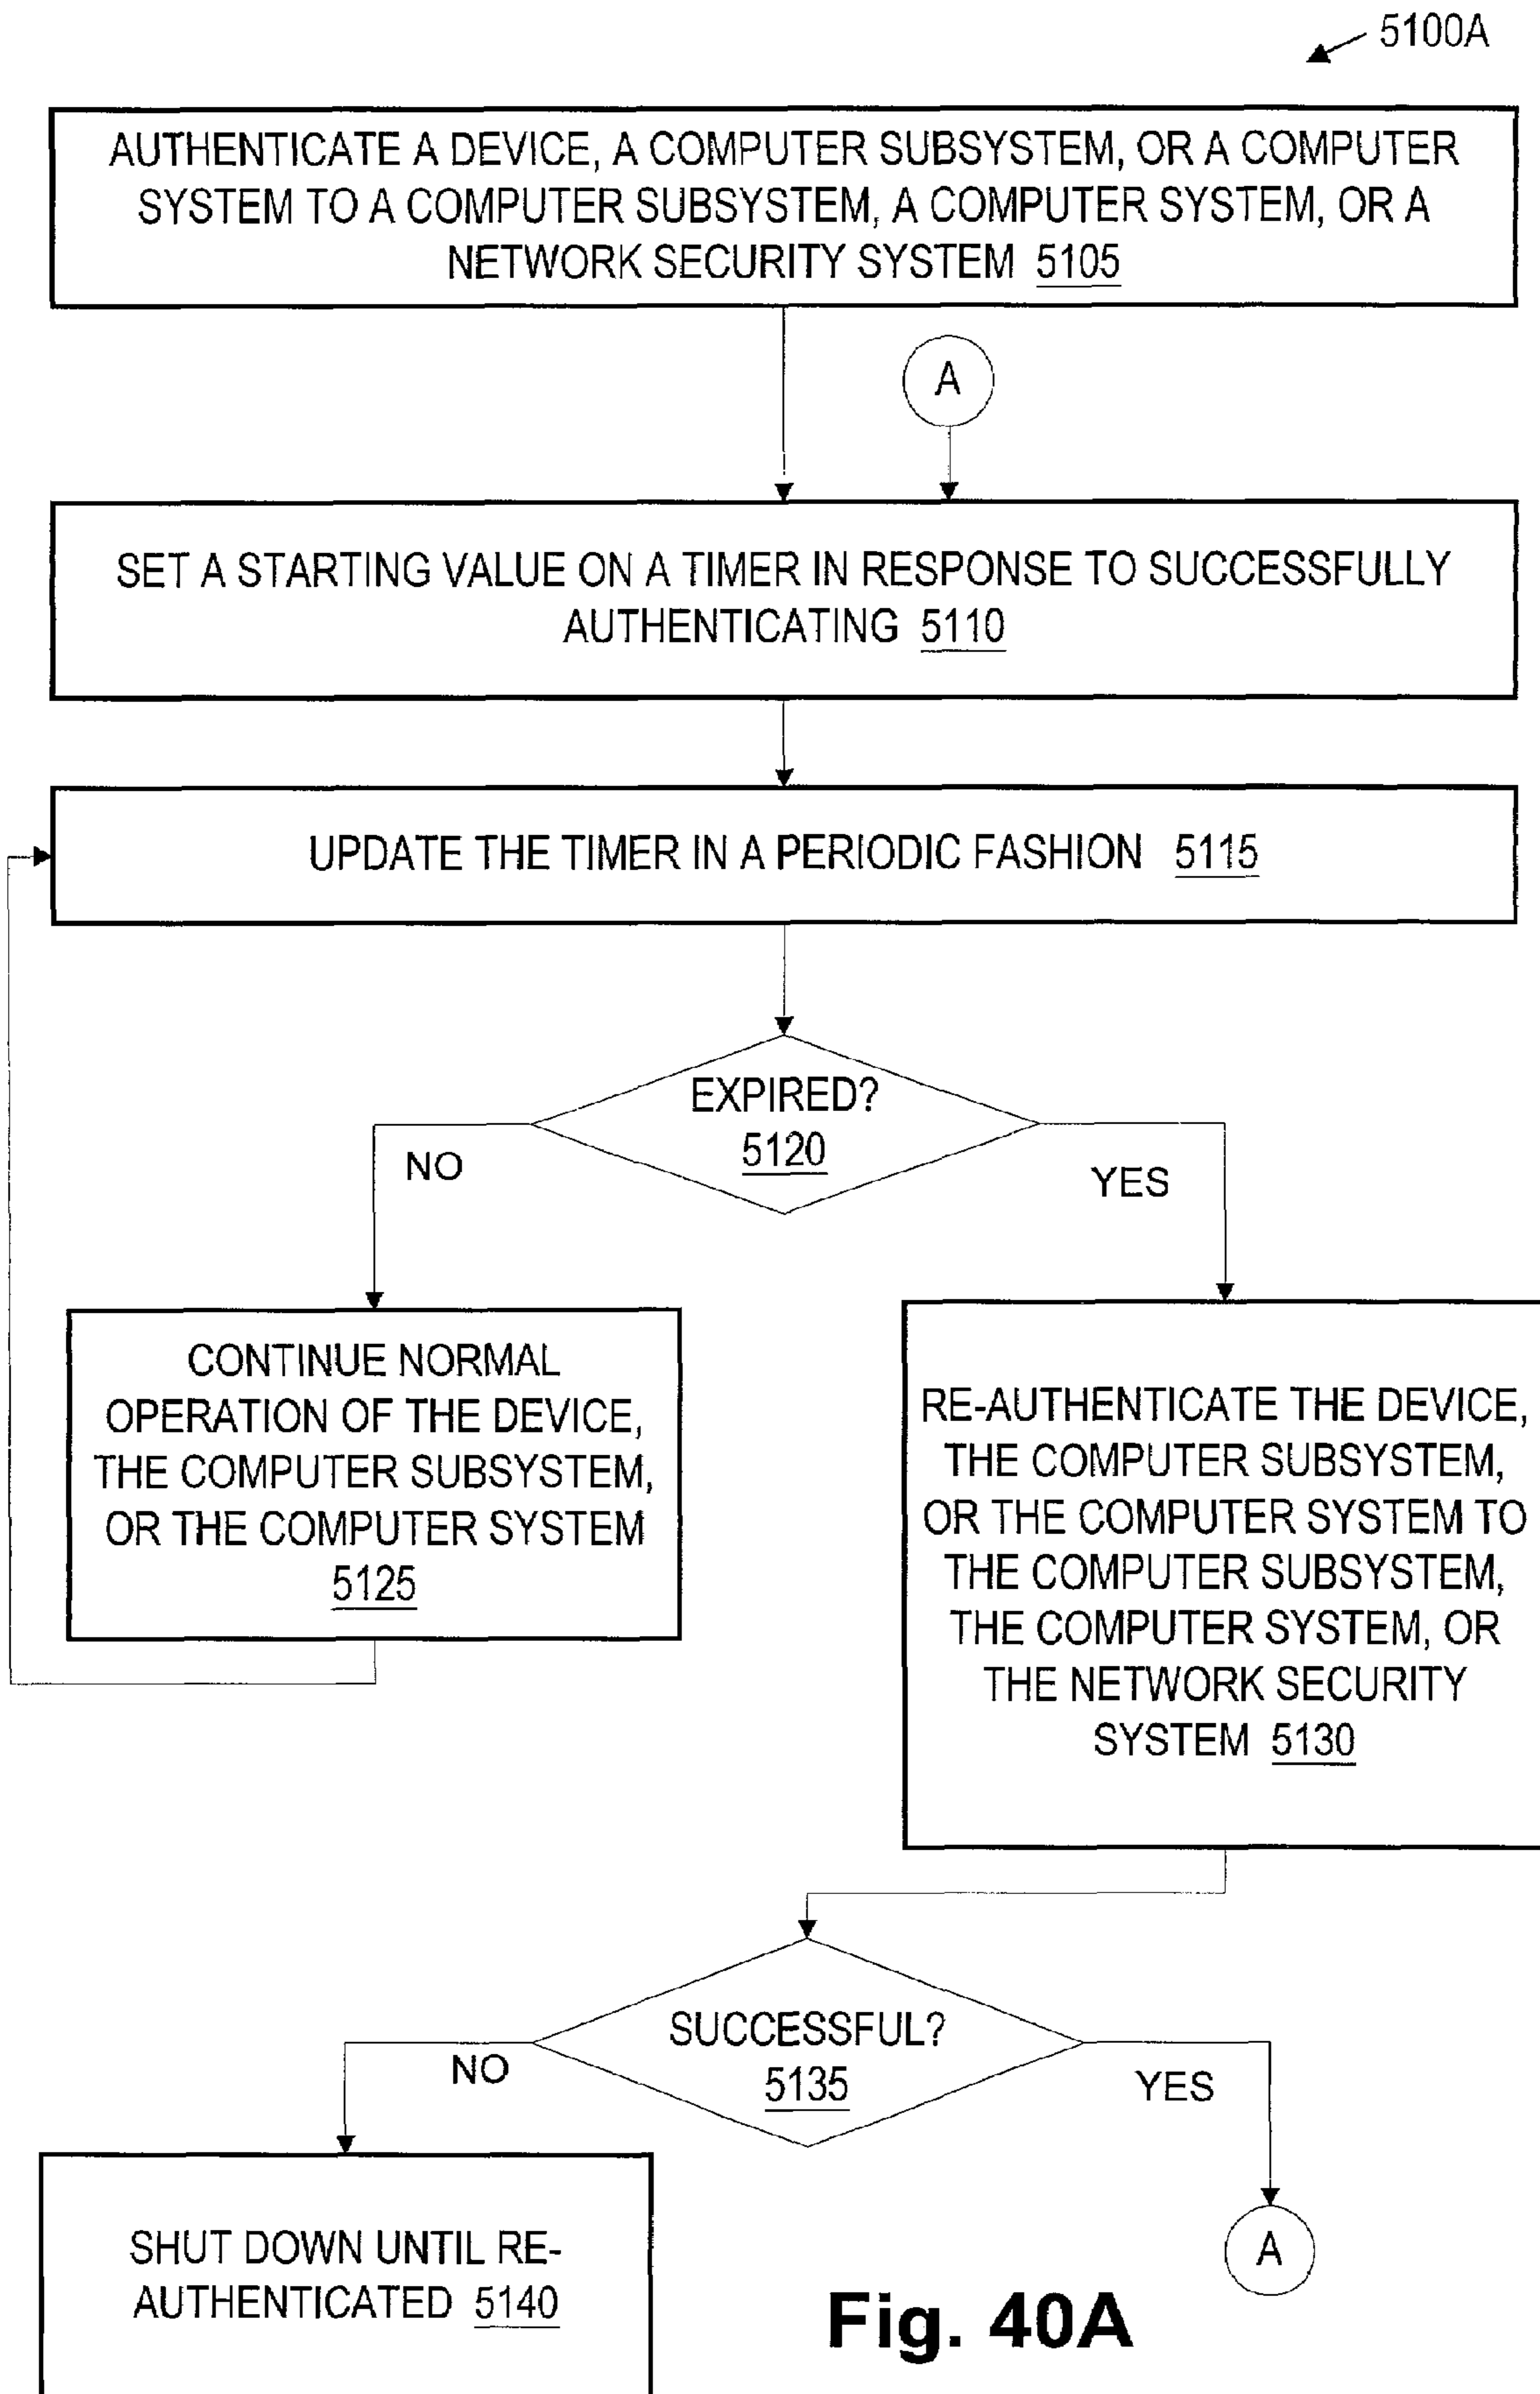 5100A
AUTHENTICATE A DEVICE, A COMPUTER SUBSYSTEM, OR A COMPUTER
SYSTEM TO A COMPUTER SUBSYSTEM, A COMPUTER SYSTEM, OR A
NETWORK SECURITY SYSTEM 5105
A
SET A STARTING VALUE ON A TIMER IN RESPONSE TO SUCCESSFULLY
AUTHENTICATING 5110
UPDATE THE TIMER IN A PERIODIC FASHION 5115
EXPIRED?
5120
NO
YES
CONTINUE NORMAL
OPERATION OF THE DEVICE,
THE COMPUTER SUBSYSTEM,
OR THE COMPUTER SYSTEM
5125
RE-AUTHENTICATE THE DEVICE,
THE COMPUTER SUBSYSTEM,
OR THE COMPUTER SYSTEM TO
THE COMPUTER SUBSYSTEM,
THE COMPUTER SYSTEM, OR
THE NETWORK SECURITY
SYSTEM 5130
SUCCESSFUL?
5135
NO
YES
SHUT DOWN UNTIL RE-
AUTHENTICATED 5140
A
Fig. 40A